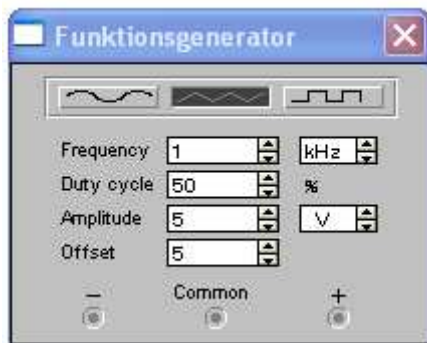 Funktionsgenerator
Frequency 1 kHz
Duty cycle 50 %
Amplitude 5 V
Offset 5
− Common +